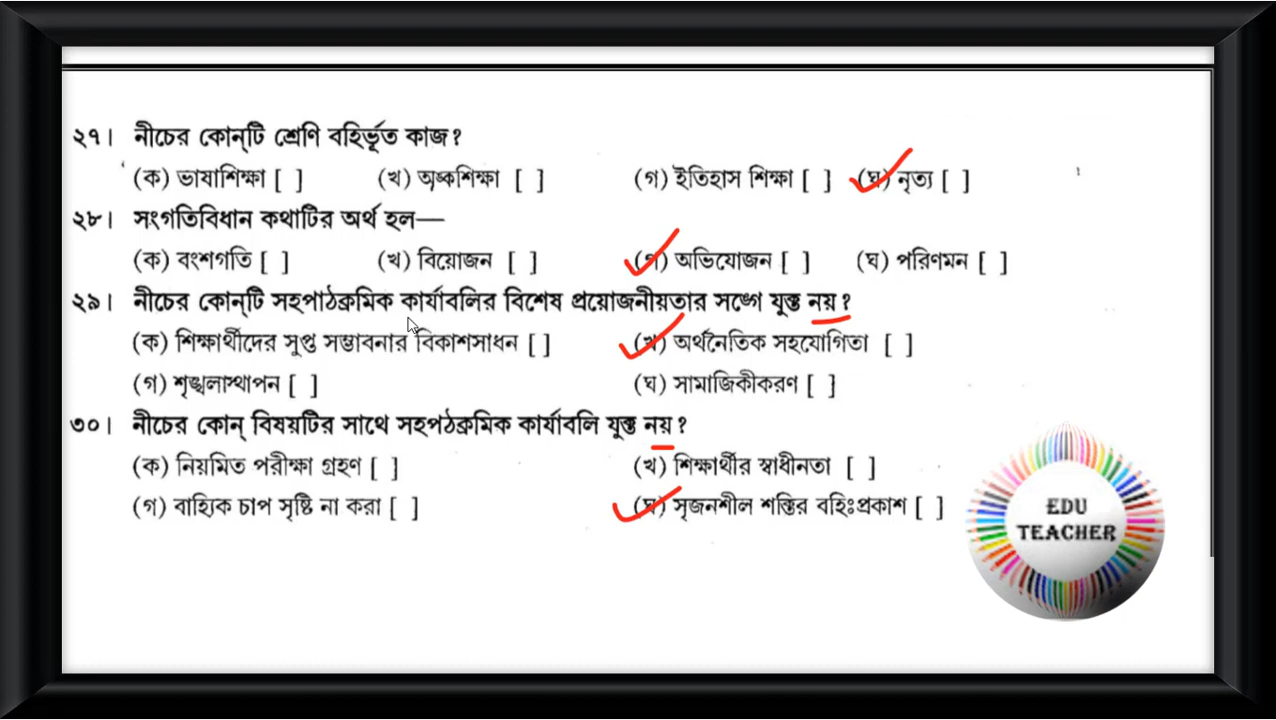 ২৭। নীচের কোন্‌টি শ্রেণি বহির্ভূত কাজ?
(ক) ভাষাশিক্ষা [ ] (খ) অঙ্কশিক্ষা [ ] (গ) ইতিহাস শিক্ষা [ ] (ঘ) নৃত্য [ ]
২৮। সংগতিবিধান কথাটির অর্থ হল—
(ক) বংশগতি [ ] (খ) বিয়োজন [ ] (গ) অভিযোজন [ ] (ঘ) পরিণমন [ ]
২৯। নীচের কোন্‌টি সহপাঠক্রমিক কার্যাবলির বিশেষ প্রয়োজনীয়তার সঙ্গে যুক্ত নয়?
(ক) শিক্ষার্থীদের সুপ্ত সম্ভাবনার বিকাশসাধন [ ] (খ) অর্থনৈতিক সহযোগিতা [ ]
(গ) শৃঙ্খলাস্থাপন [ ] (ঘ) সামাজিকীকরণ [ ]
৩০। নীচের কোন্ বিষয়টির সাথে সহপঠক্রমিক কার্যাবলি যুক্ত নয়?
(ক) নিয়মিত পরীক্ষা গ্রহণ [ ] (খ) শিক্ষার্থীর স্বাধীনতা [ ]
(গ) বাহ্যিক চাপ সৃষ্টি না করা [ ] (ঘ) সৃজনশীল শক্তির বহিঃপ্রকাশ [ ]
EDU
TEACHER